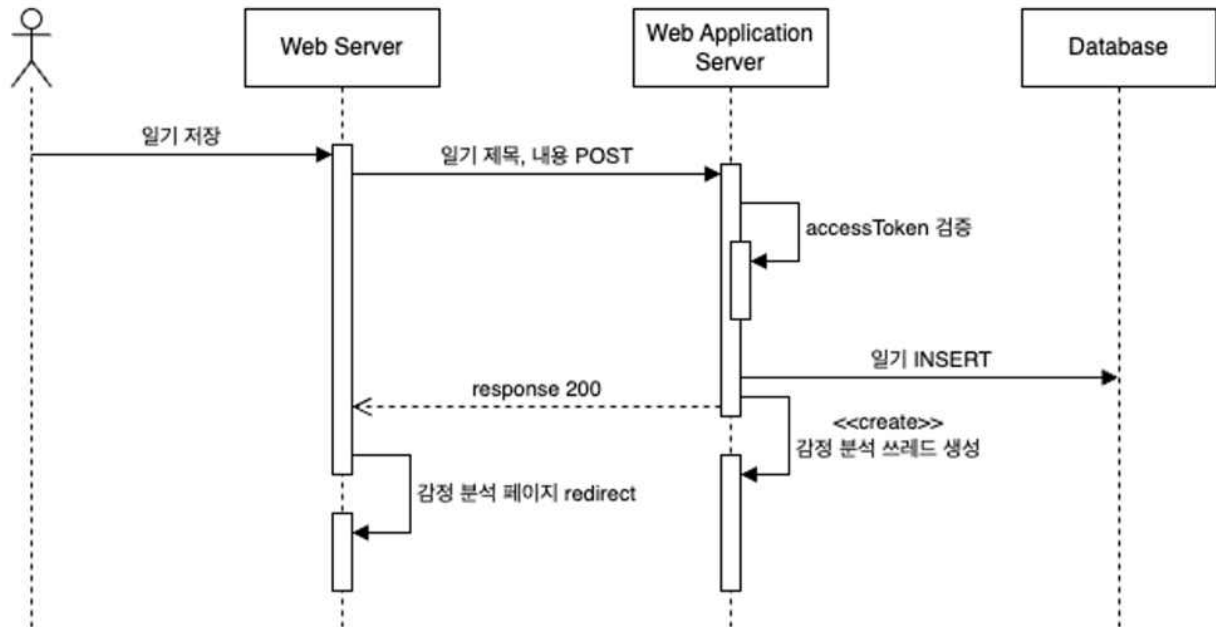 Web Server
Web Application
Server
Database
일기 저장
일기 제목, 내용 POST
accessToken 검증
일기 INSERT
response 200
<<create>>
감정 분석 쓰레드 생성
감정 분석 페이지 redirect